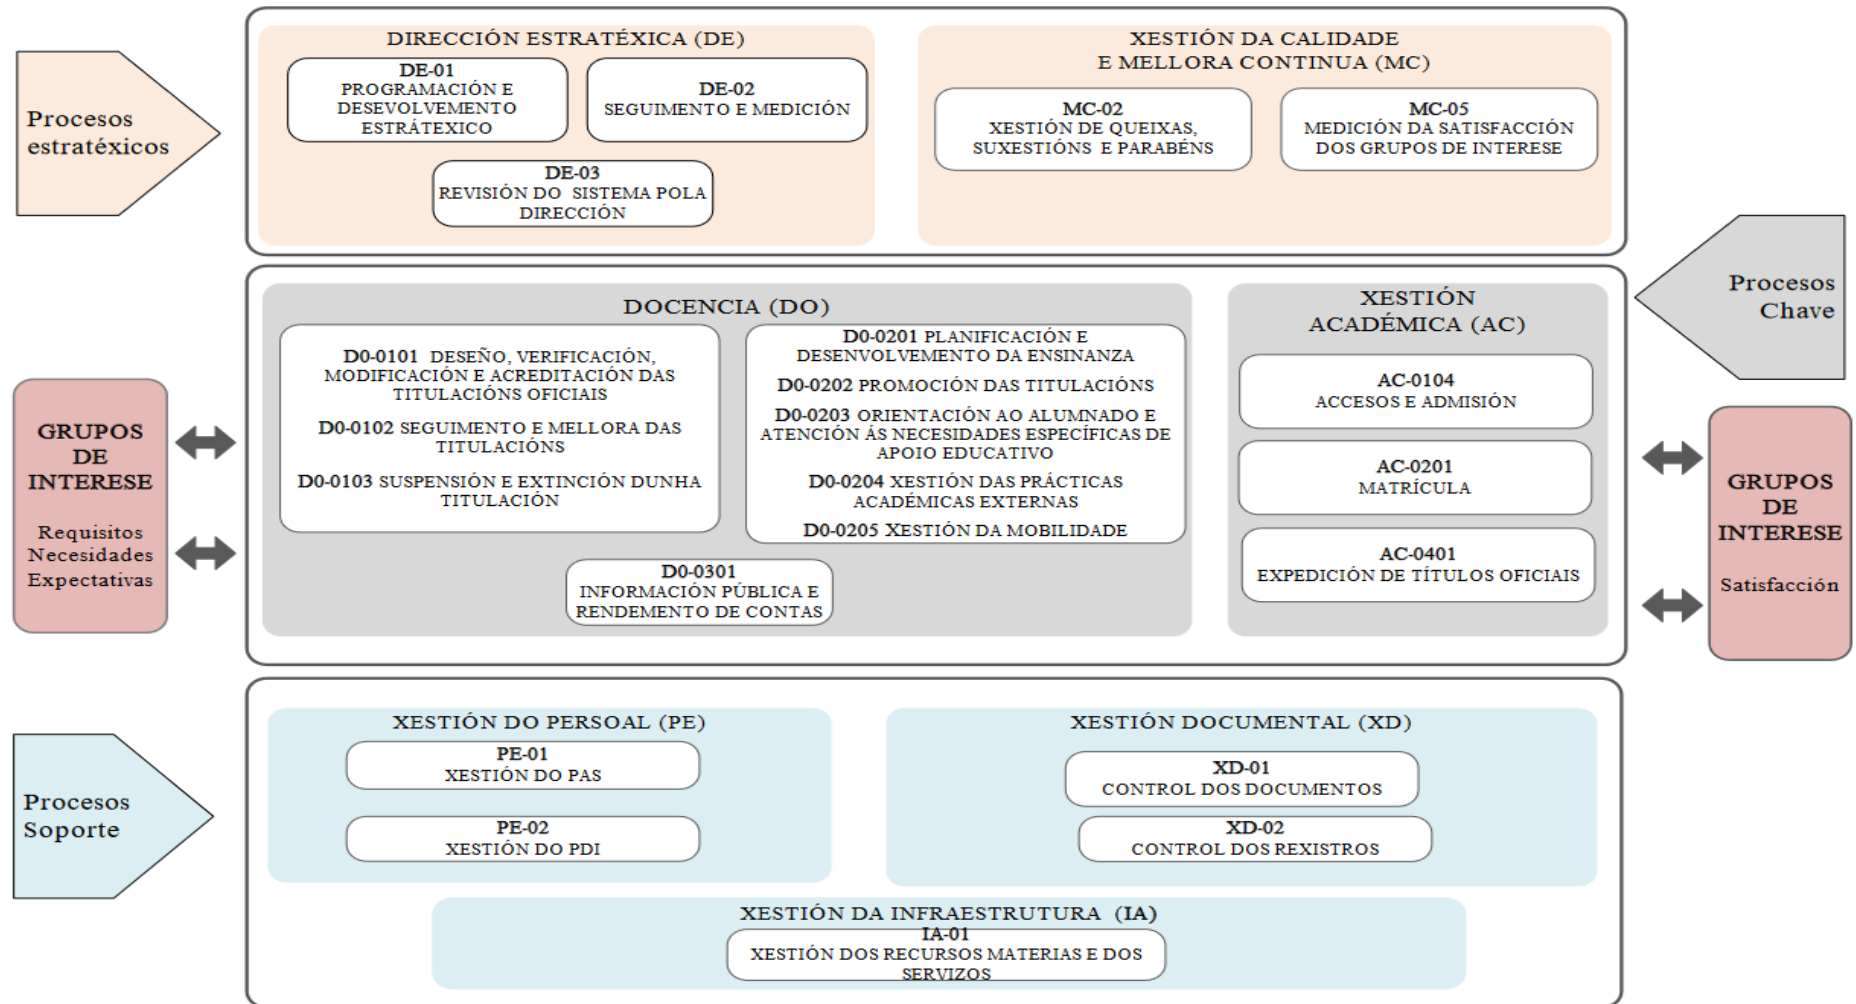 Procesos
estratéxicos
DIRECCIÓN ESTRATÉXICA (DE)
DE-01
PROGRAMACIÓN E
DESEVOLVEMENTO
ESTRÁTEXICO
DE-02
SEGUIMENTO E MEDICIÓN
DE-03
REVISIÓN DO SISTEMA POLA
DIRECCIÓN
XESTIÓN DA CALIDADE
E MELLORA CONTINUA (MC)
MC-02
XESTIÓN DE QUEIXAS,
SUXESTIÓNS E PARABÉNS
MC-05
MEDICIÓN DA SATISFACCIÓN
DOS GRUPOS DE INTERESE
Procesos
Chave
GRUPOS
DE
INTERESE
Requisitos
Necesidades
Expectativas
DOCENCIA (DO)
D0-0101 DESEÑO, VERIFICACIÓN,
MODIFICACIÓN E ACREDITACIÓN DAS
TITULACIÓNS OFICIAIS
D0-0102 SEGUIMENTO E MELLORA DAS
TITULACIÓNS
D0-0103 SUSPENSIÓN E EXTINCIÓN DUNHA
TITULACIÓN
D0-0201 PLANIFICACIÓN E
DESENVOLVEMENTO DA ENSINANZA
D0-0202 PROMOCIÓN DAS TITULACIÓNS
D0-0203 ORIENTACIÓN AO ALUMNADO E
ATENCIÓN ÁS NECESIDADES ESPECÍFICAS DE
APOIO EDUCATIVO
D0-0204 XESTIÓN DAS PRÁCTICAS
ACADÉMICAS EXTERNAS
D0-0205 XESTIÓN DA MOBILIDADE
D0-0301
INFORMACIÓN PÚBLICA E
RENDEMENTO DE CONTAS
XESTIÓN
ACADÉMICA (AC)
AC-0104
ACCESOS E ADMISIÓN
AC-0201
MATRÍCULA
AC-0401
EXPEDICIÓN DE TÍTULOS OFICIAIS
GRUPOS
DE
INTERESE
Satisfacción
Procesos
Soporte
XESTIÓN DO PERSOAL (PE)
PE-01
XESTIÓN DO PAS
PE-02
XESTIÓN DO PDI
XESTIÓN DOCUMENTAL (XD)
XD-01
CONTROL DOS DOCUMENTOS
XD-02
CONTROL DOS REXISTROS
XESTIÓN DA INFRAESTRUTURA (IA)
IA-01
XESTIÓN DOS RECURSOS MATERIAS E DOS
SERVIZOS